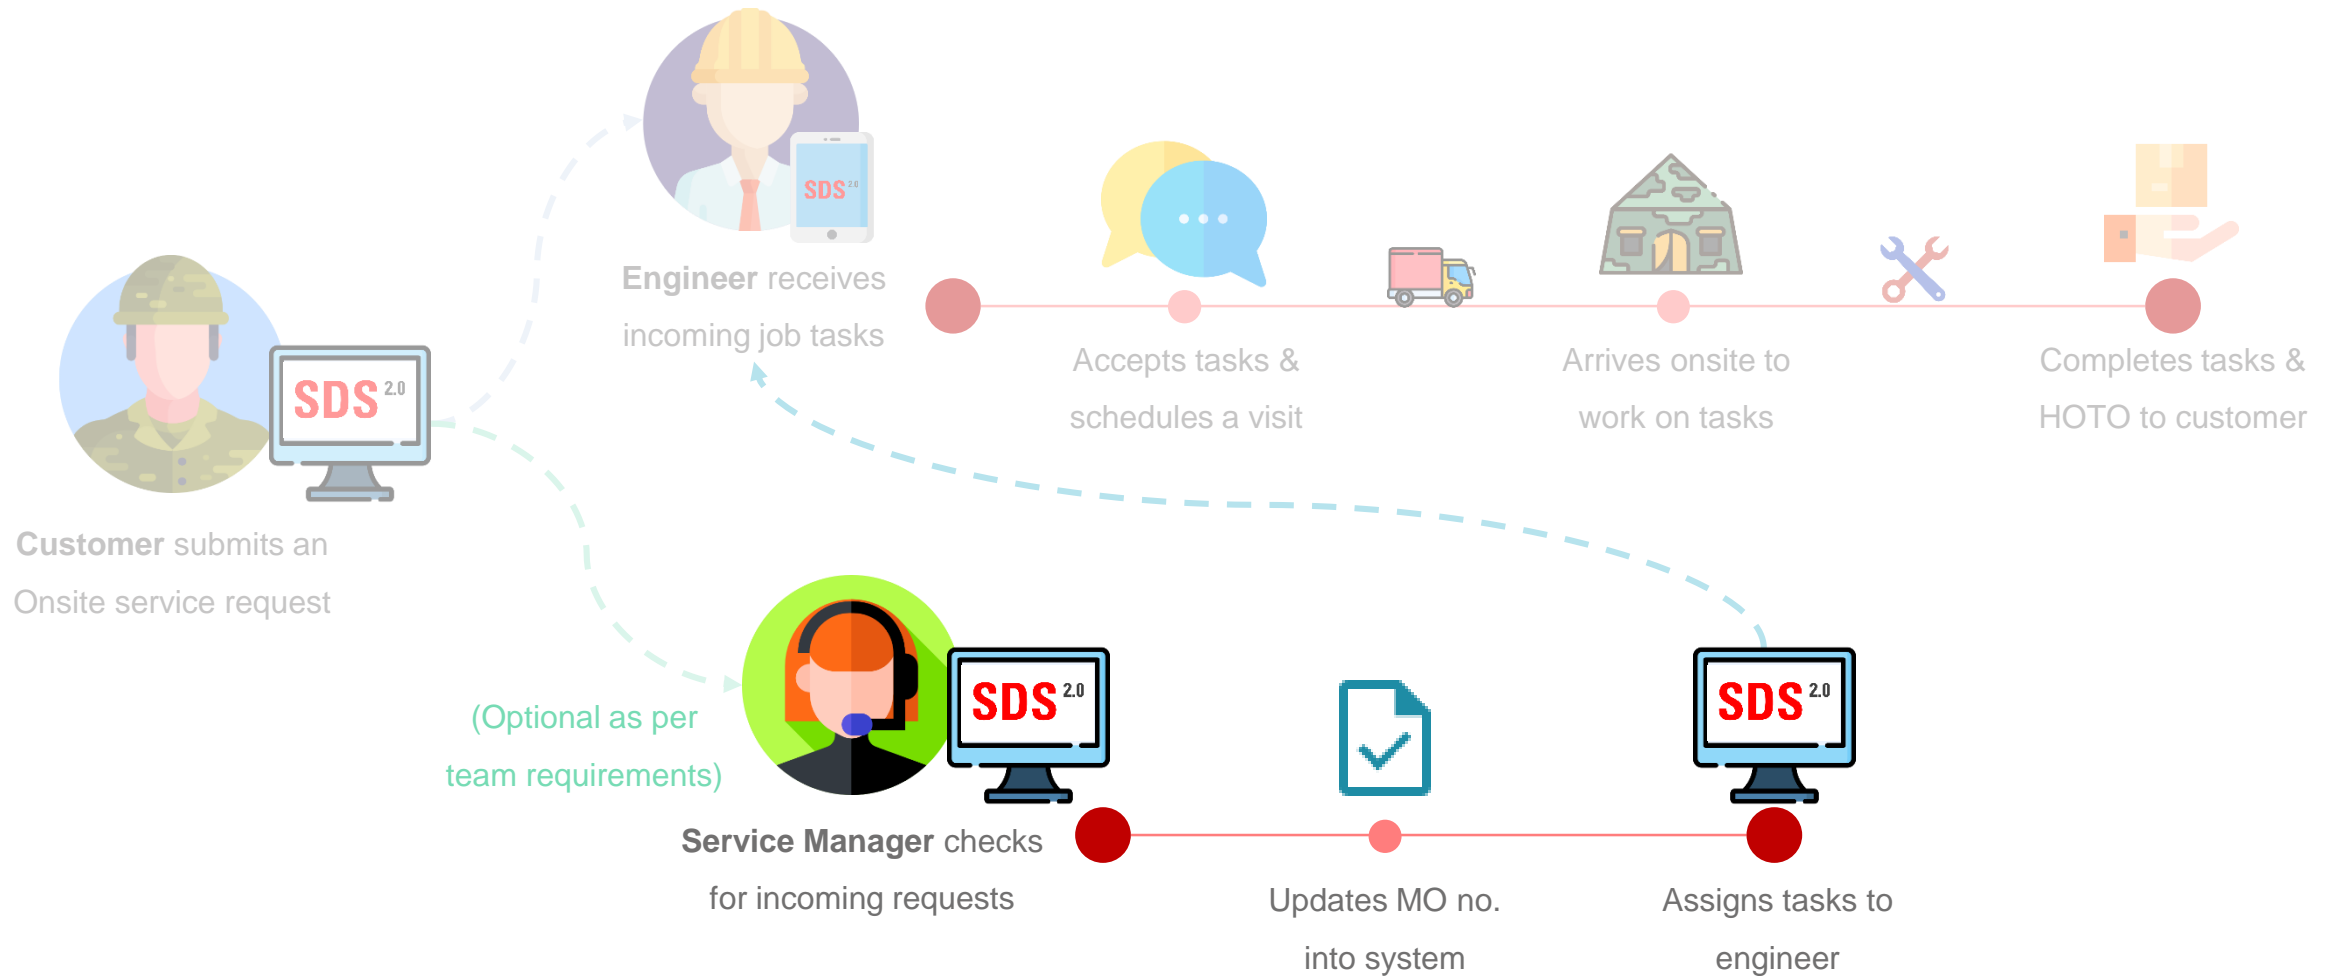 SDS 2.0
Engineer receives
incoming job tasks
Accepts tasks &
schedules a visit
Arrives onsite to
work on tasks
Completes tasks &
HOTO to customer
SDS 2.0
Customer submits an
Onsite service request
(Optional as per
team requirements)
SDS 2.0
Service Manager checks
for incoming requests
Updates MO no.
into system
SDS 2.0
Assigns tasks to
engineer